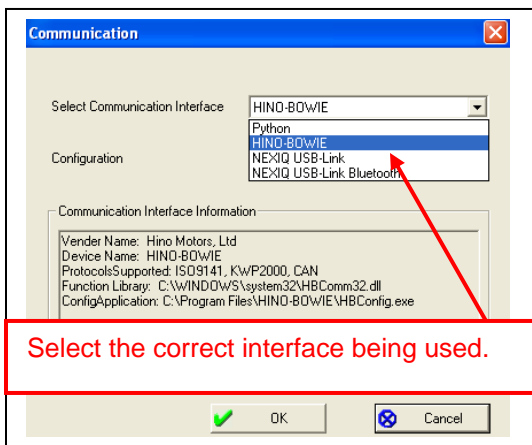 Communication
Select Communication Interface
HINO-BOWIE
Python
HINO-BOWIE
NEXIQ USB-Link
NEXIQ USB-Link Bluetooth
Configuration
Communication Interface Information
Vender Name: Hino Motors, Ltd
Device Name: HINO-BOWIE
ProtocolsSupported: ISO9141, KWP2000, CAN
Function Library: C:\WINDOWS\system32\HBComm32.dll
ConfigApplication: C:\Program Files\HINO-BOWIE\HBConfig.exe
Select the correct interface being used.
OK
Cancel